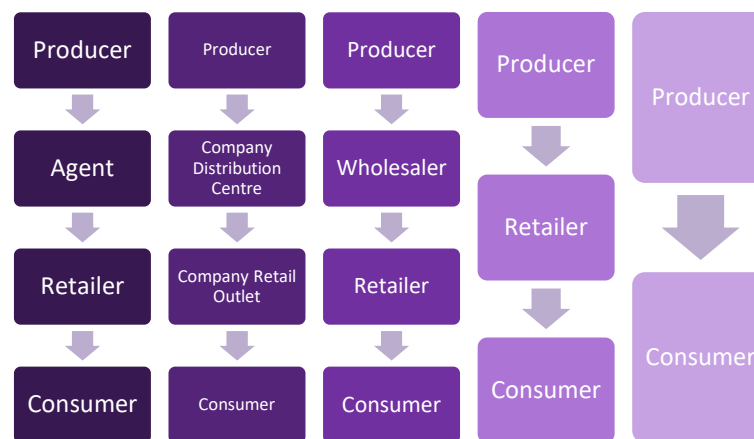 Producer
Agent
Retailer
Consumer
Producer
Company
Distribution
Centre
Company Retail
Outlet
Consumer
Producer
Wholesaler
Retailer
Consumer
Producer
Retailer
Consumer
Producer
Consumer